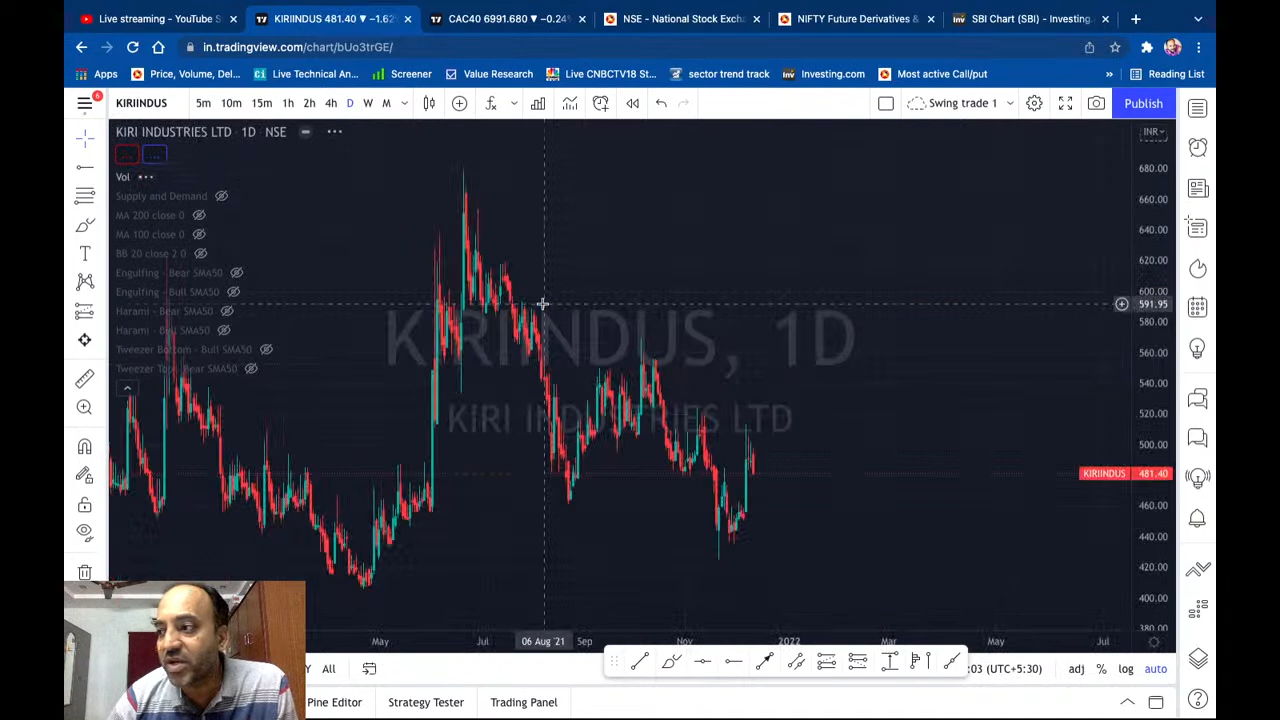 Live streaming - YouTube S
KIRIINDUS 481.40 ▼ −1.62%
CAC40 6991.680 ▼ −0.24%
NSE - National Stock Excha
NIFTY Future Derivatives &
SBI Chart (SBI) - Investing.
in.tradingview.com/chart/bUo3trGE/
Apps
Price, Volume, Del...
Live Technical An...
Screener
Value Research
Live CNBCTV18 St...
sector trend track
Investing.com
Most active Call/put
»
Reading List
6
KIRIINDUS
5m 10m 15m 1h 2h 4h D W M
Swing trade 1
Publish
KIRI INDUSTRIES LTD · 1D · NSE
INR
Vol
Supply and Demand
MA 200 close 0
MA 100 close 0
BB 20 close 2 0
Engulfing - Bear SMA50
Engulfing - Bull SMA50
Harami - Bear SMA50
Harami - Bull SMA50
Tweezer Bottom - Bull SMA50
Tweezer Top - Bear SMA50
KIRIINDUS, 1D
KIRI INDUSTRIES LTD
680.00
660.00
640.00
620.00
600.00
591.95
580.00
560.00
540.00
520.00
500.00
KIRIINDUS 481.40
460.00
440.00
420.00
400.00
380.00
May Jul 06 Aug '21 Sep Nov 2022 Mar May Jul
Y All
:03 (UTC+5:30)
adj % log auto
Pine Editor
Strategy Tester
Trading Panel